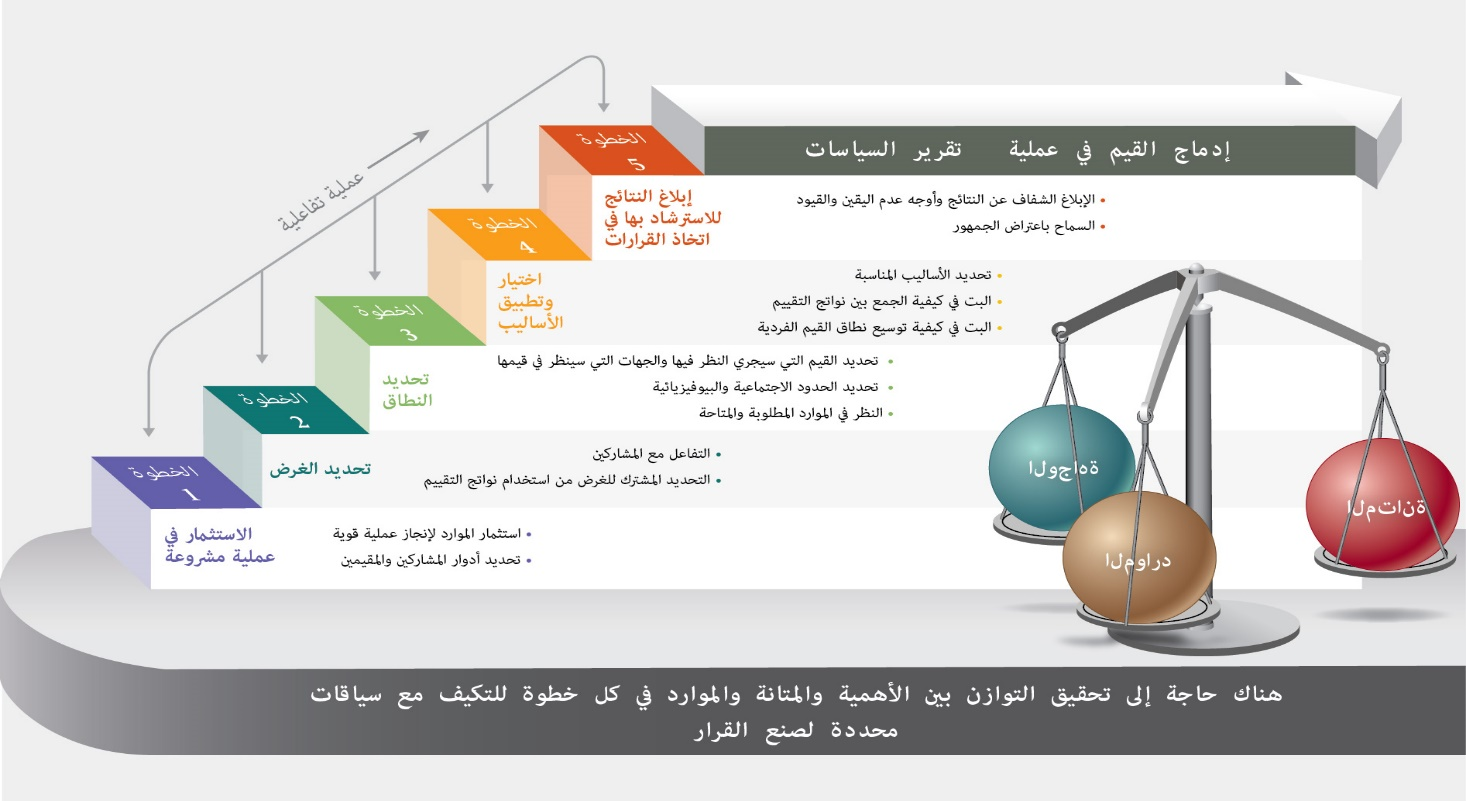 إدماج القيم في عملية تقرير السياسات
عملية تفاعلية
الخطوة
5
إبلاغ النتائج
للاسترشاد بها في
اتخاذ القرارات
• الإبلاغ الشفاف عن النتائج وأوجه عدم اليقين والقيود
• السماح باعتراض الجمهور
الخطوة
4
اختيار
وتطبيق
الأساليب
• تحديد الأساليب المناسبة
• البت في كيفية الجمع بين نواتج التقييم
• البت في كيفية توسيع نطاق القيم الفردية
الخطوة
3
تحديد
النطاق
• تحديد القيم التي سيجري النظر فيها والجهات التي سينظر في قيمها
• تحديد الحدود الاجتماعية والبيوفيزيائية
• النظر في الموارد المطلوبة والمتاحة
الخطوة
2
تحديد الغرض
• التفاعل مع المشاركين
• التحديد المشترك للغرض من استخدام نواتج التقييم
الخطوة
1
الاستثمار في
عملية مشروعة
• استثمار الموارد لإنجاز عملية قوية
• تحديد أدوار المشاركين والمقيمين
الوجاهة
الموارد
المتانة
هناك حاجة إلى تحقيق التوازن بين الأهمية والمتانة والموارد في كل خطوة للتكيف مع سياقات
محددة لصنع القرار